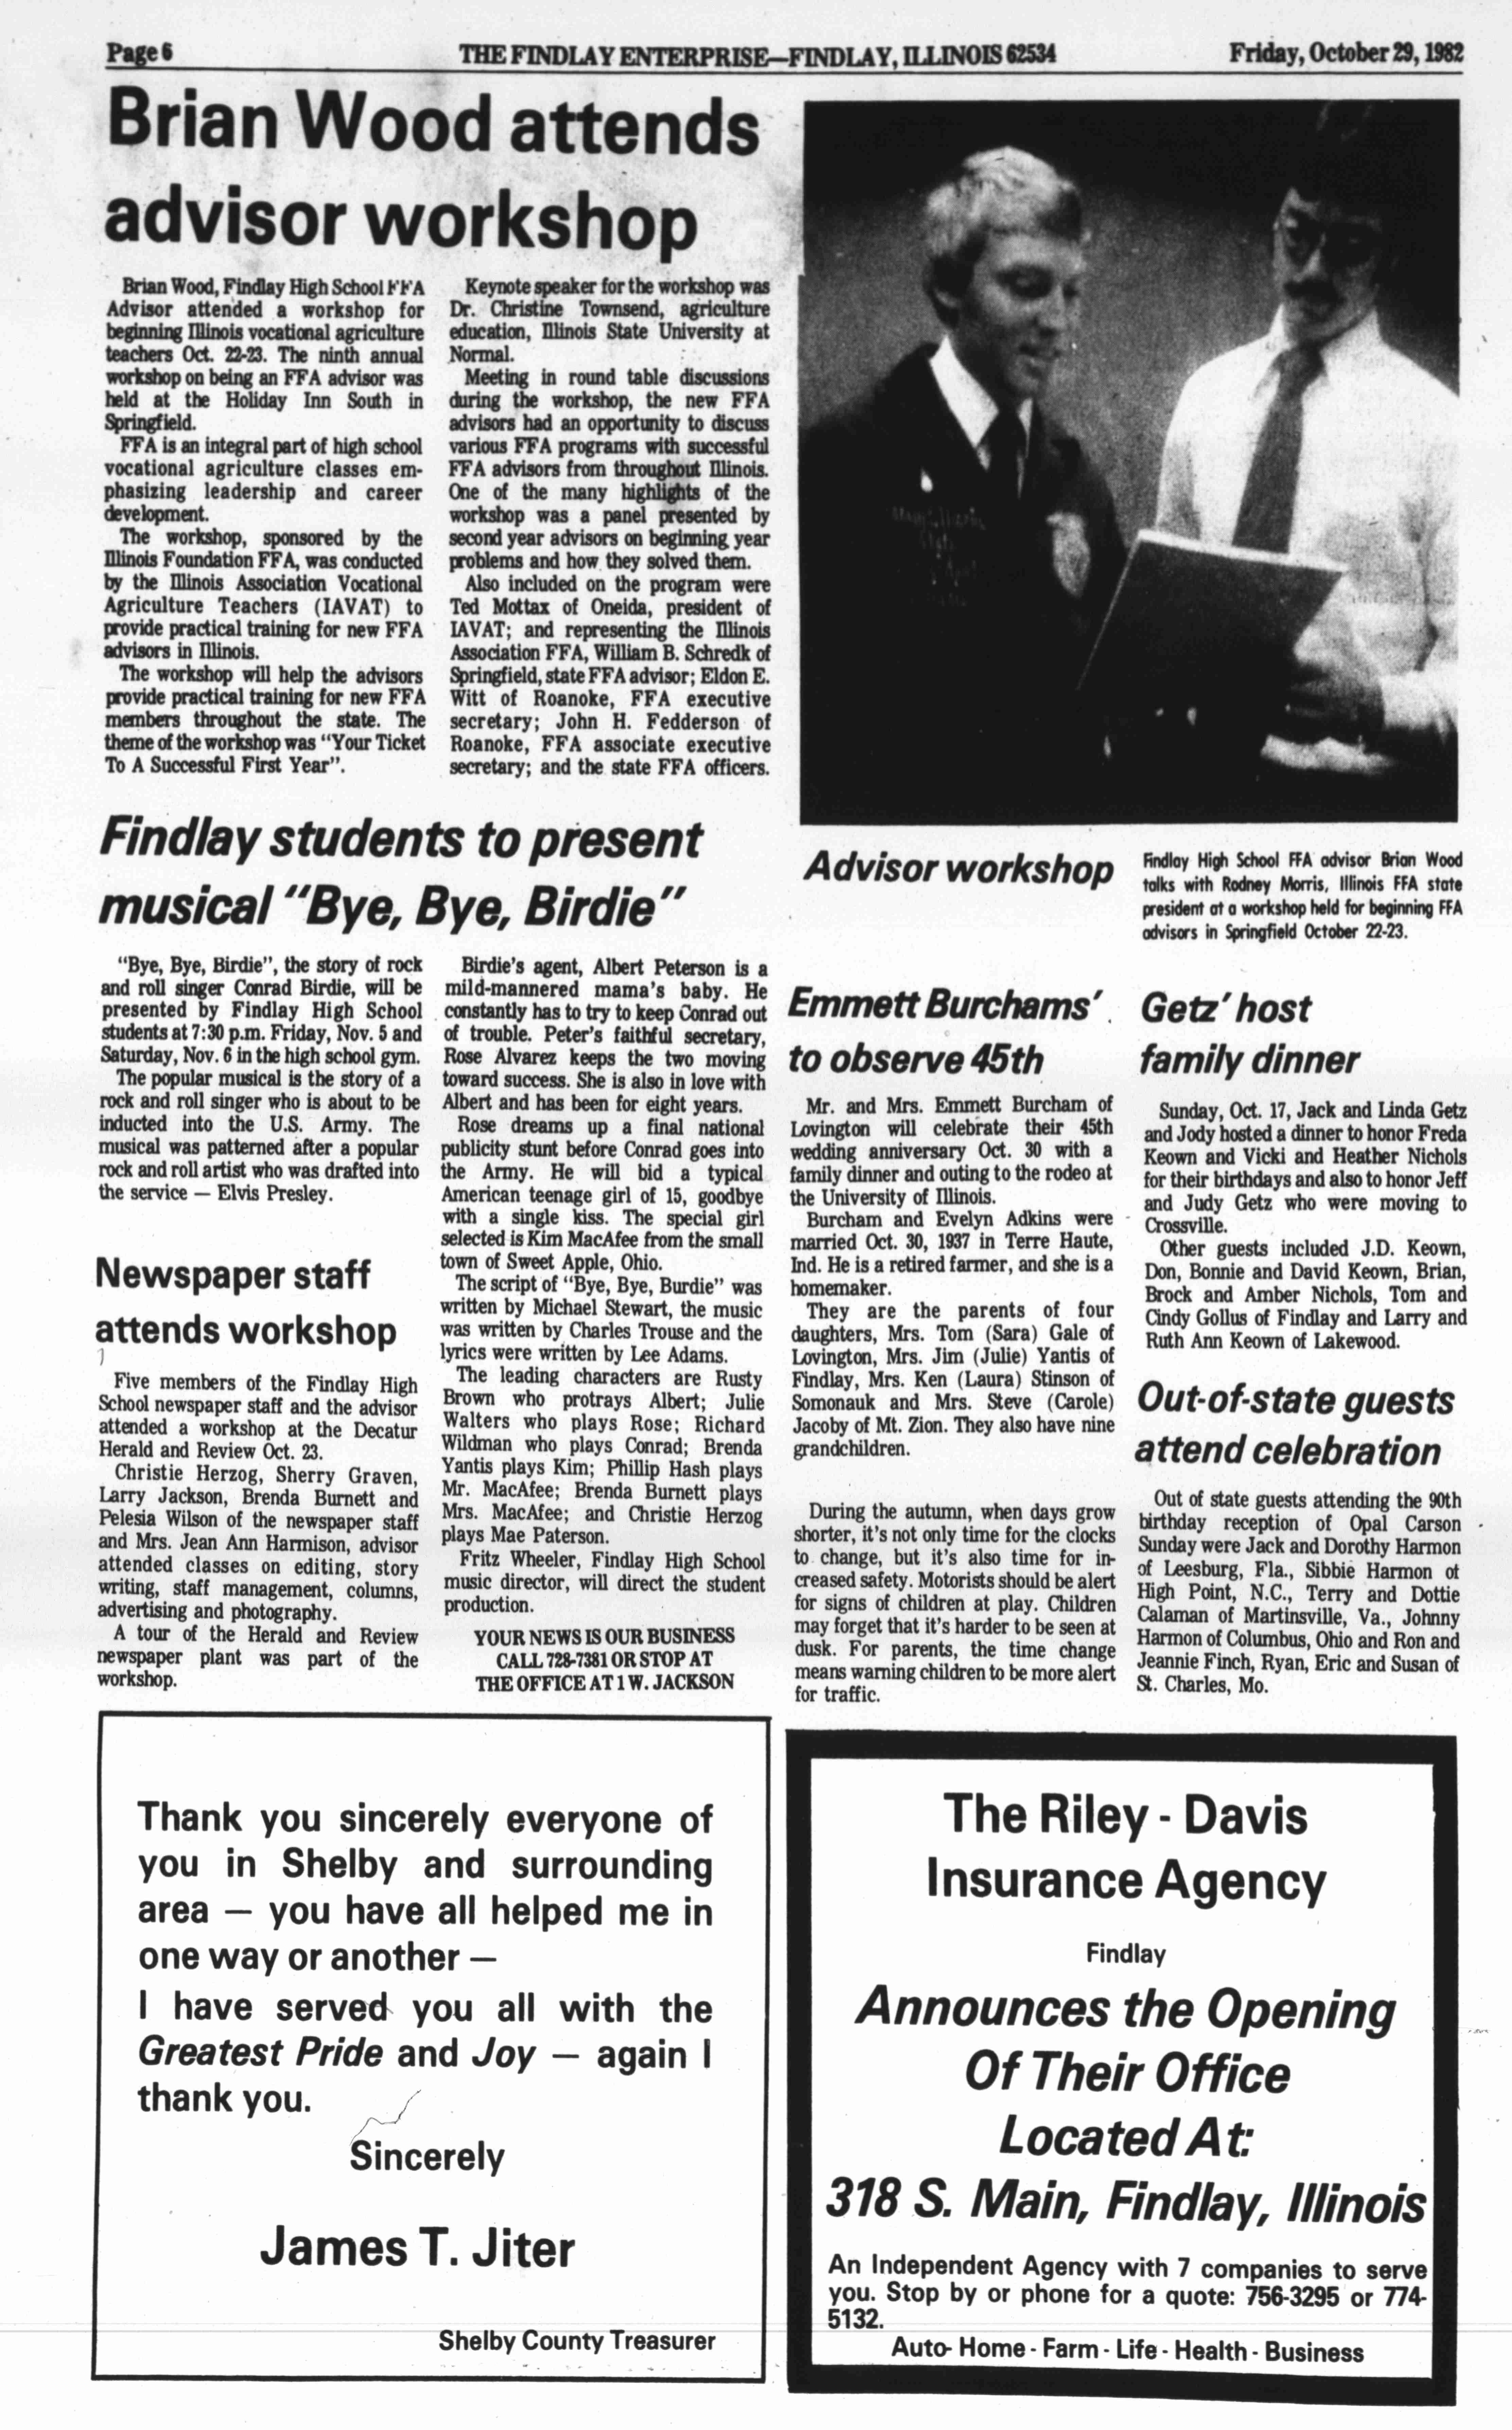 Page 6
THE FINDLAY ENTERPRISE—FINDLAY, ILLINOIS 62534
Friday, October 29, 1982
Brian Wood attends
advisor workshop
Brian Wood, Findlay High School FFA
Advisor attended a workshop for
beginning Illinois vocational agriculture
teachers Oct. 22-23. The ninth annual
workshop on being an FFA advisor was
held at the Holiday Inn South in
Springfield.
FFA is an integral part of high school
vocational agriculture classes em-
phasizing leadership and career
development.
The workshop, sponsored by the
Illinois Foundation FFA, was conducted
by the Illinois Association Vocational
Agriculture Teachers (IAVAT) to
provide practical training for new FFA
advisors in Illinois.
The workshop will help the advisors
provide practical training for new FFA
members throughout the state. The
theme of the workshop was "Your Ticket
To A Successful First Year".
Keynote speaker for the workshop was
Dr. Christine Townsend, agriculture
education, Illinois State University at
Normal.
Meeting in round table discussions
during the workshop, the new FFA
advisors had an opportunity to discuss
various FFA programs with successful
FFA advisors from throughout Illinois.
One of the many highlights of the
workshop was a panel presented by
second year advisors on beginning year
problems and how they solved them.
Also included on the program were
Ted Mottax of Oneida, president of
IAVAT; and representing the Illinois
Association FFA, William B. Schredk of
Springfield, state FFA advisor; Eldon E.
Witt of Roanoke, FFA executive
secretary; John H. Fedderson of
Roanoke, FFA associate executive
secretary; and the state FFA officers.
Advisor workshop
Findlay High School FFA advisor Brian Wood
talks with Rodney Morris, Illinois FFA state
president at a workshop held for beginning FFA
advisors in Springfield October 22-23.
Findlay students to present
musical "Bye, Bye, Birdie"
"Bye, Bye, Birdie", the story of rock
and roll singer Conrad Birdie, will be
presented by Findlay High School
students at 7:30 p.m. Friday, Nov. 5 and
Saturday, Nov. 6 in the high school gym.
The popular musical is the story of a
rock and roll singer who is about to be
inducted into the U.S. Army. The
musical was patterned after a popular
rock and roll artist who was drafted into
the service — Elvis Presley.
Birdie's agent, Albert Peterson is a
mild-mannered mama's baby. He
constantly has to try to keep Conrad out
of trouble. Peter's faithful secretary,
Rose Alvarez keeps the two moving
toward success. She is also in love with
Albert and has been for eight years.
Rose dreams up a final national
publicity stunt before Conrad goes into
the Army. He will bid a typical
American teenage girl of 15, goodbye
with a single kiss. The special girl
selected is Kim MacAfee from the small
town of Sweet Apple, Ohio.
The script of "Bye, Bye, Burdie" was
written by Michael Stewart, the music
was written by Charles Trouse and the
lyrics were written by Lee Adams.
The leading characters are Rusty
Brown who protrays Albert; Julie
Walters who plays Rose; Richard
Wildman who plays Conrad; Brenda
Yantis plays Kim; Phillip Hash plays
Mr. MacAfee; Brenda Burnett plays
Mrs. MacAfee; and Christie Herzog
plays Mae Paterson.
Fritz Wheeler, Findlay High School
music director, will direct the student
production.
YOUR NEWS IS OUR BUSINESS
CALL 728-7381 OR STOP AT
THE OFFICE AT 1 W. JACKSON
Newspaper staff
attends workshop
Five members of the Findlay High
School newspaper staff and the advisor
attended a workshop at the Decatur
Herald and Review Oct. 23.
Christie Herzog, Sherry Graven,
Larry Jackson, Brenda Burnett and
Pelesia Wilson of the newspaper staff
and Mrs. Jean Ann Harmison, advisor
attended classes on editing, story
writing, staff management, columns,
advertising and photography.
A tour of the Herald and Review
newspaper plant was part of the
workshop.
Emmett Burchams'
to observe 45th
Mr. and Mrs. Emmett Burcham of
Lovington will celebrate their 45th
wedding anniversary Oct. 30 with a
family dinner and outing to the rodeo at
the University of Illinois.
Burcham and Evelyn Adkins were
married Oct. 30, 1937 in Terre Haute,
Ind. He is a retired farmer, and she is a
homemaker.
They are the parents of four
daughters, Mrs. Tom (Sara) Gale of
Lovington, Mrs. Jim (Julie) Yantis of
Findlay, Mrs. Ken (Laura) Stinson of
Somonauk and Mrs. Steve (Carole)
Jacoby of Mt. Zion. They also have nine
grandchildren.
During the autumn, when days grow
shorter, it's not only time for the clocks
to change, but it's also time for in-
creased safety. Motorists should be alert
for signs of children at play. Children
may forget that it's harder to be seen at
dusk. For parents, the time change
means warning children to be more alert
for traffic.
Getz' host
family dinner
Sunday, Oct. 17, Jack and Linda Getz
and Jody hosted a dinner to honor Freda
Keown and Vicki and Heather Nichols
for their birthdays and also to honor Jeff
and Judy Getz who were moving to
Crossville.
Other guests included J.D. Keown,
Don, Bonnie and David Keown, Brian,
Brock and Amber Nichols, Tom and
Cindy Gollus of Findlay and Larry and
Ruth Ann Keown of Lakewood.
Out-of-state guests
attend celebration
Out of state guests attending the 90th
birthday reception of Opal Carson
Sunday were Jack and Dorothy Harmon
of Leesburg, Fla., Sibbie Harmon of
High Point, N.C., Terry and Dottie
Calaman of Martinsville, Va., Johnny
Harmon of Columbus, Ohio and Ron and
Jeannie Finch, Ryan, Eric and Susan of
St. Charles, Mo.
Thank you sincerely everyone of
you in Shelby and surrounding
area — you have all helped me in
one way or another —
I have served you all with the
Greatest Pride and Joy — again I
thank you.
Sincerely
James T. Jiter
Shelby County Treasurer
The Riley - Davis
Insurance Agency
Findlay
Announces the Opening
Of Their Office
Located At:
318 S. Main, Findlay, Illinois
An Independent Agency with 7 companies to serve
you. Stop by or phone for a quote: 756-3295 or 774-
5132.
Auto- Home - Farm - Life - Health - Business